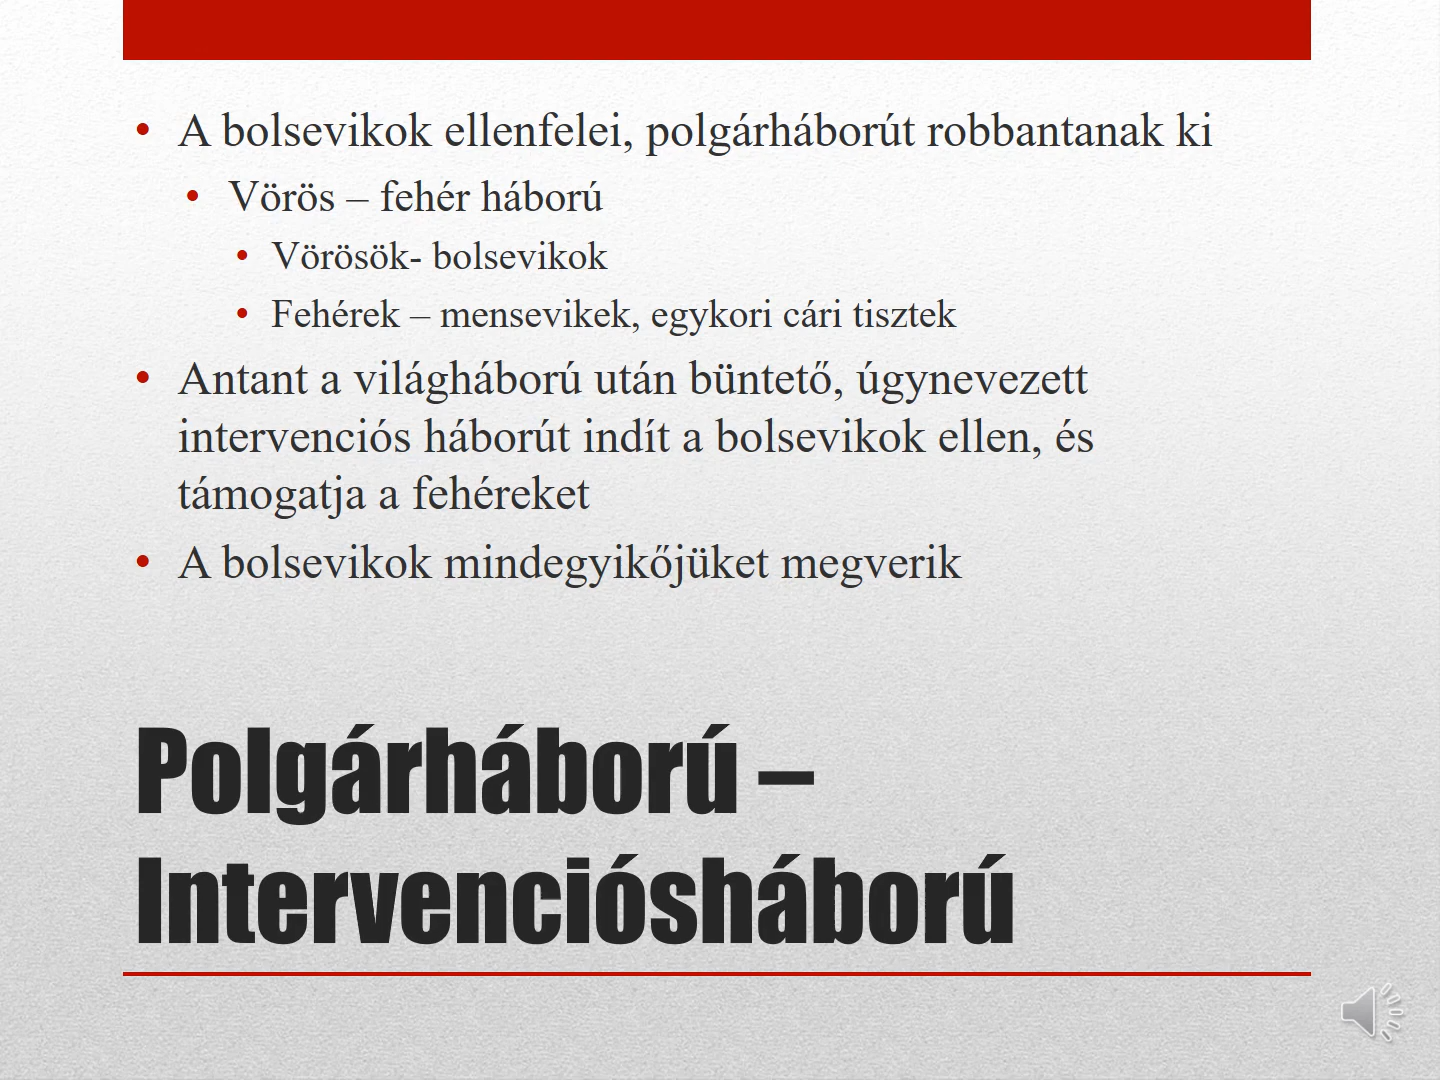 • A bolsevikok ellenfelei, polgárháborút robbantanak ki
• Vörös – fehér háború
• Vörösök- bolsevikok
• Fehérek – mensevikek, egykori cári tisztek
• Antant a világháború után büntető, úgynevezett
intervenciós háborút indít a bolsevikok ellen, és
támogatja a fehéreket
• A bolsevikok mindegyikőjüket megverik
Polgárháború –
Intervenciósháború